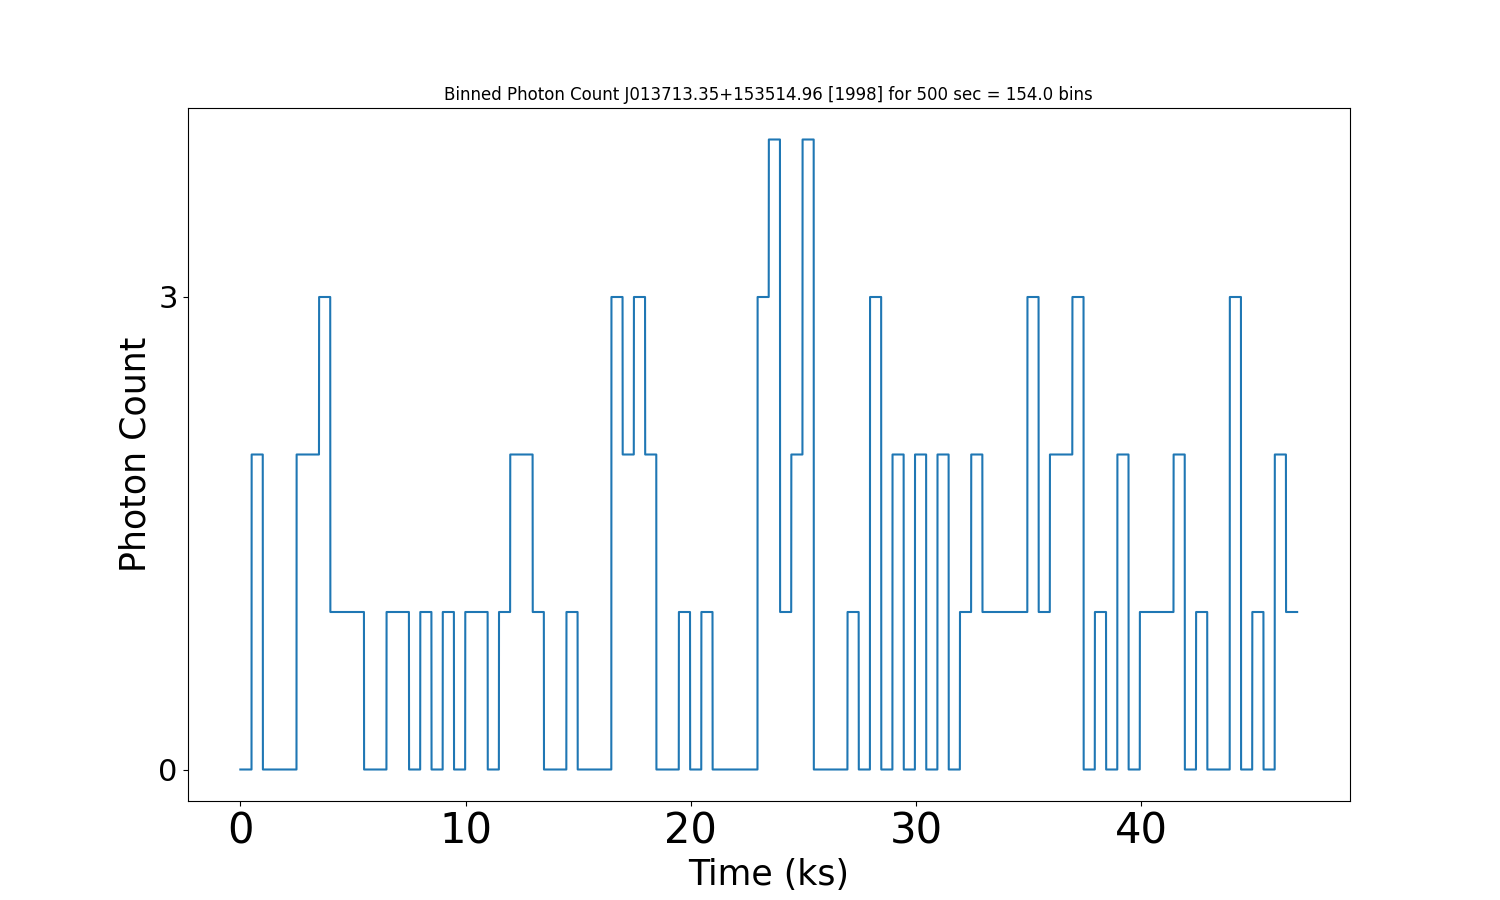 Binned Photon Count J013713.35+153514.96 [1998] for 500 sec = 154.0 bins
Photon Count
3
0
0 10 20 30 40
Time (ks)